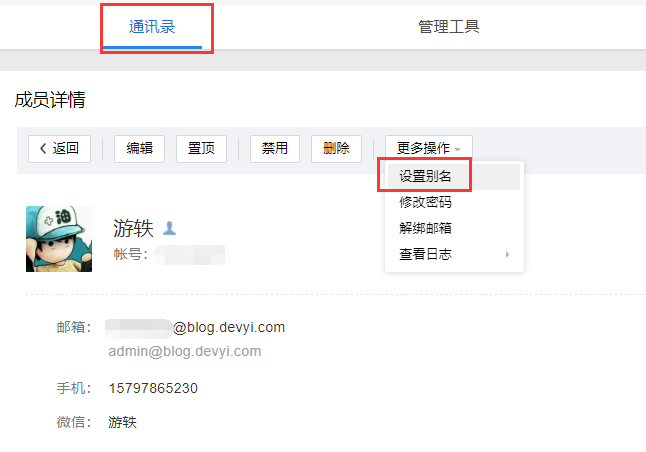 通讯录 管理工具
成员详情
返回 编辑 置顶 禁用 删除 更多操作
设置别名
修改密码
解绑邮箱
查看日志
油
游轶
帐号：
邮箱： @blog.devyi.com
admin@blog.devyi.com
手机： 15797865230
微信： 游轶